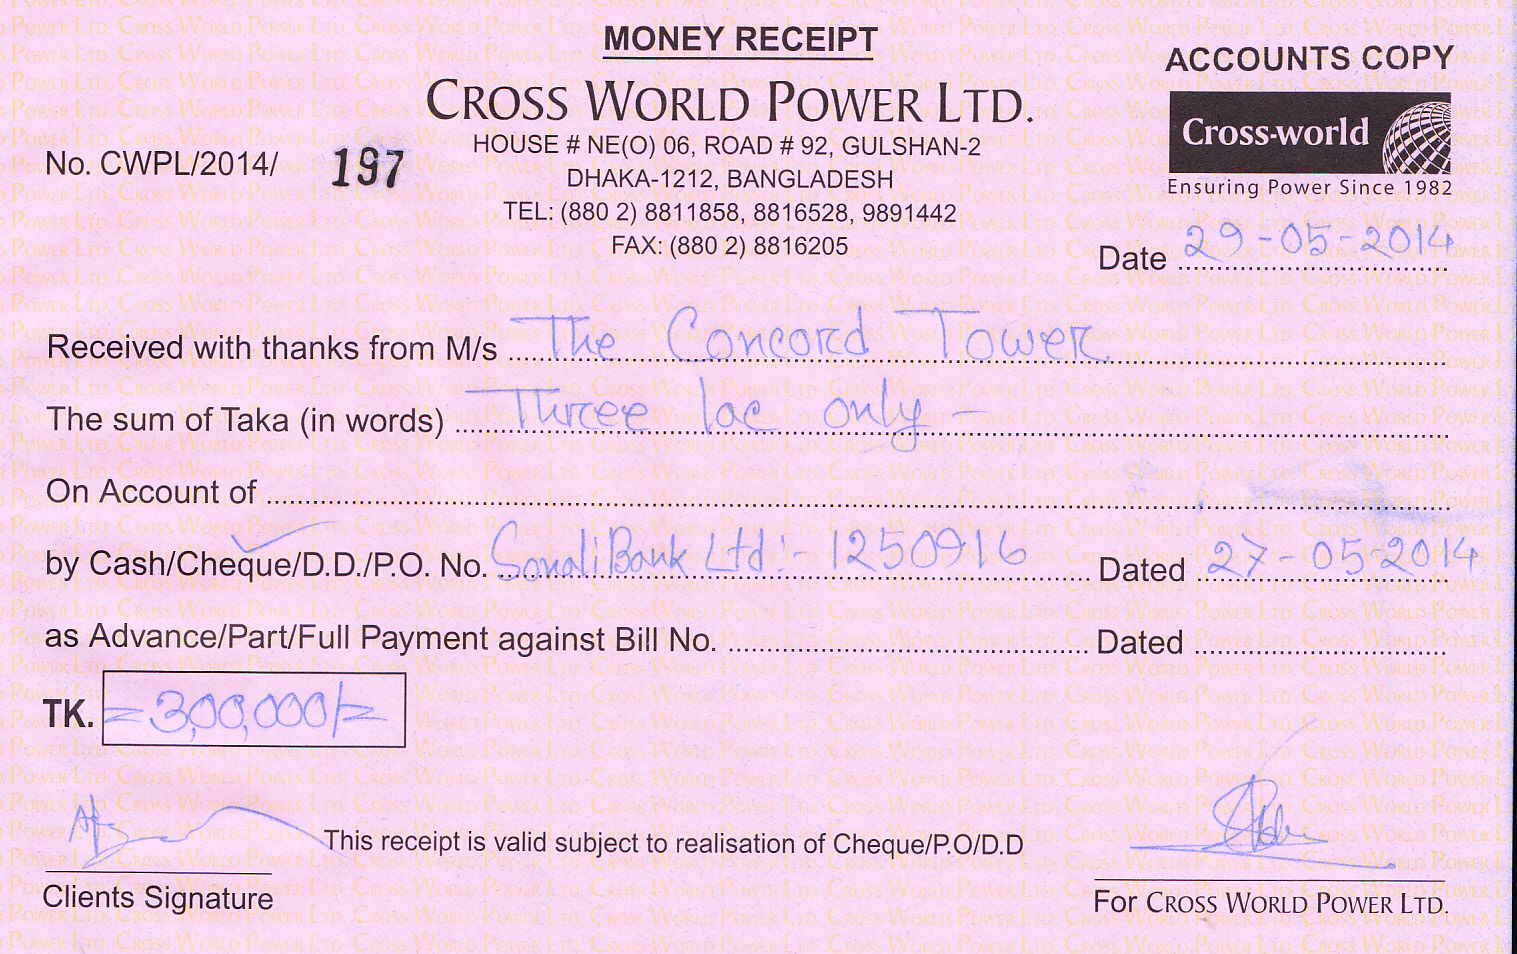 MONEY RECEIPT
ACCOUNTS COPY
CROSS WORLD POWER LTD.
Cross-world
Ensuring Power Since 1982
HOUSE # NE(O) 06, ROAD # 92, GULSHAN-2
No. CWPL/2014/ 197
DHAKA-1212, BANGLADESH
TEL: (880 2) 8811858, 8816528, 9891442
FAX: (880 2) 8816205
Date 29-05-2014
Received with thanks from M/s The Concord Tower
The sum of Taka (in words) Three lac only -
On Account of
by Cash/Cheque/D.D./P.O. No. Sonali Bank Ltd:- 1250916 Dated 27-05-2014
as Advance/Part/Full Payment against Bill No. Dated
TK. =3,00,000/=
This receipt is valid subject to realisation of Cheque/P.O/D.D
Clients Signature
For CROSS WORLD POWER LTD.